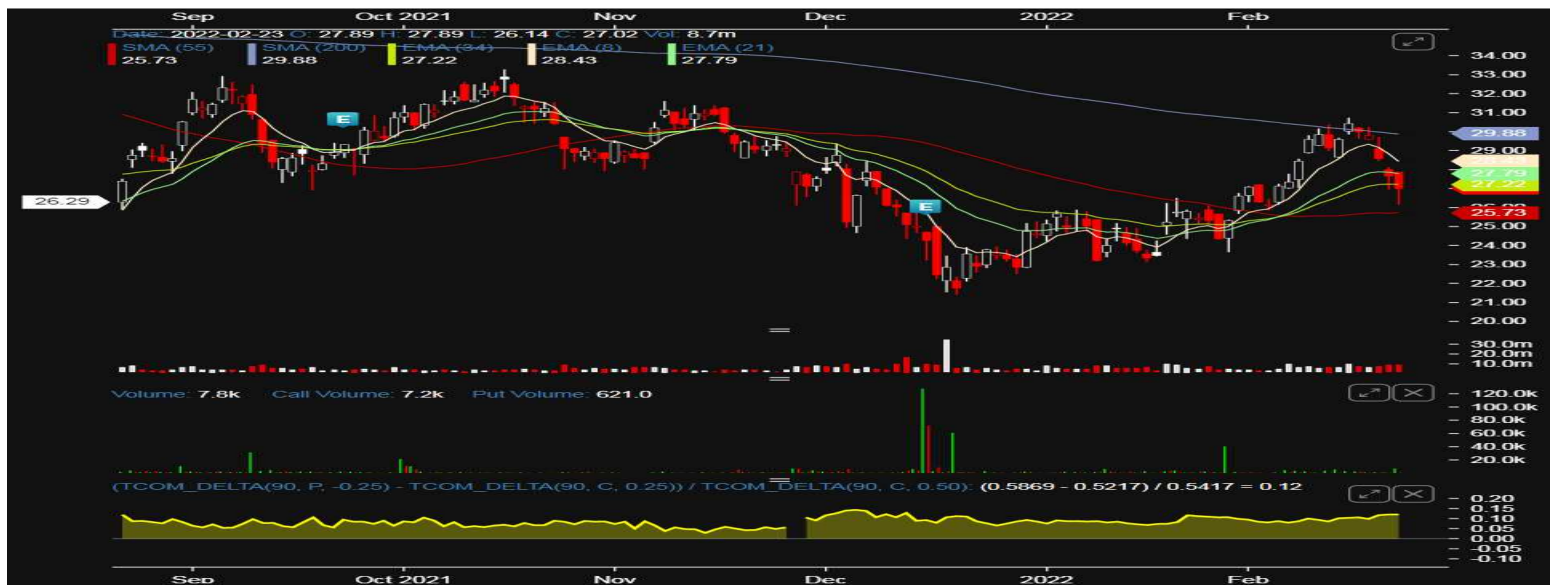 Sep Oct 2021 Nov Dec 2022 Feb
Date: 2022-02-23 O: 27.89 H: 27.89 L: 26.14 C: 27.02 Vol: 8.7m
SMA (55) SMA (200) EMA (34) EMA (8) EMA (21)
25.73 29.88 27.22 28.43 27.79
34.00
33.00
32.00
31.00
29.88
29.00
28.43
27.79
27.22
26.29
25.73
25.00
24.00
23.00
22.00
21.00
20.00
E
E
30.0m
20.0m
10.0m
Volume: 7.8k Call Volume: 7.2k Put Volume: 621.0
120.0k
100.0k
80.0k
60.0k
40.0k
20.0k
(TCOM_DELTA(90, P, -0.25) - TCOM_DELTA(90, C, 0.25)) / TCOM_DELTA(90, C, 0.50): (0.5869 - 0.5217) / 0.5417 = 0.12
0.20
0.15
0.10
0.05
0.00
-0.05
-0.10
Sep Oct 2021 Nov Dec 2022 Feb